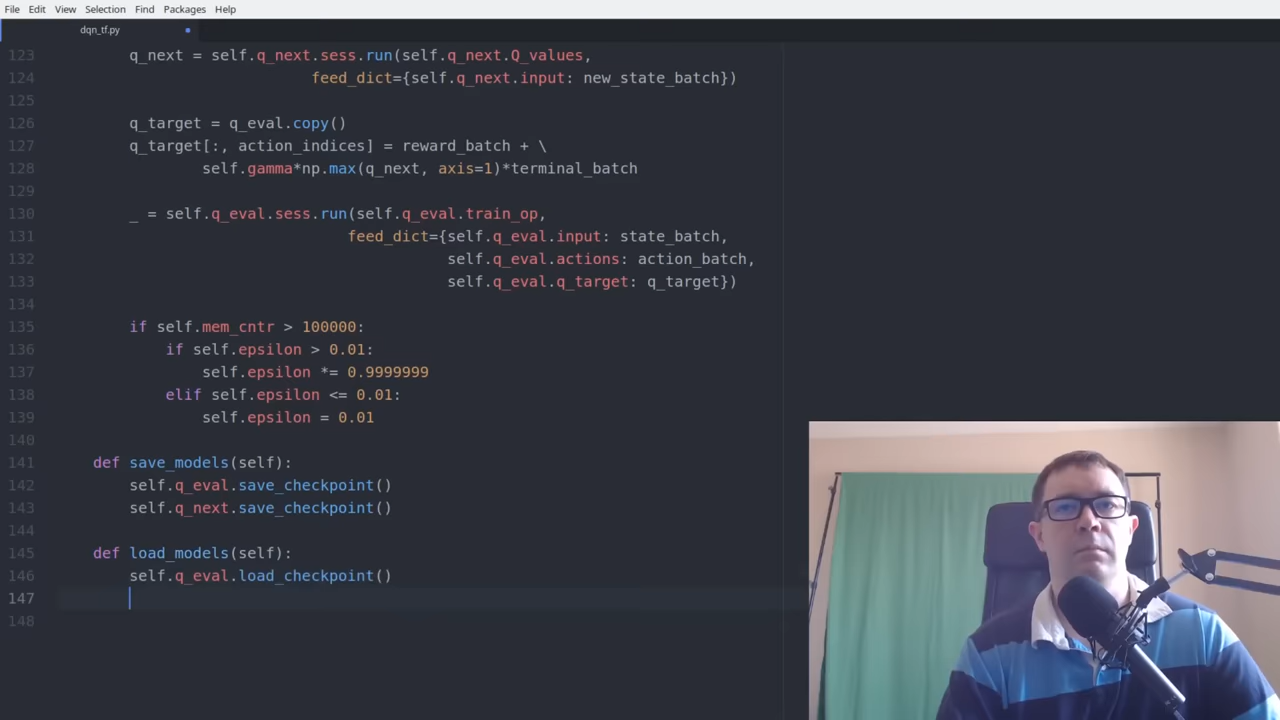 File Edit View Selection Find Packages Help
dqn_tf.py
123 q_next = self.q_next.sess.run(self.q_next.Q_values,
124 feed_dict={self.q_next.input: new_state_batch})
125
126 q_target = q_eval.copy()
127 q_target[:, action_indices] = reward_batch + \
128 self.gamma*np.max(q_next, axis=1)*terminal_batch
129
130 _ = self.q_eval.sess.run(self.q_eval.train_op,
131 feed_dict={self.q_eval.input: state_batch,
132 self.q_eval.actions: action_batch,
133 self.q_eval.q_target: q_target})
134
135 if self.mem_cntr > 100000:
136 if self.epsilon > 0.01:
137 self.epsilon *= 0.9999999
138 elif self.epsilon <= 0.01:
139 self.epsilon = 0.01
140
141 def save_models(self):
142 self.q_eval.save_checkpoint()
143 self.q_next.save_checkpoint()
144
145 def load_models(self):
146 self.q_eval.load_checkpoint()
147
148